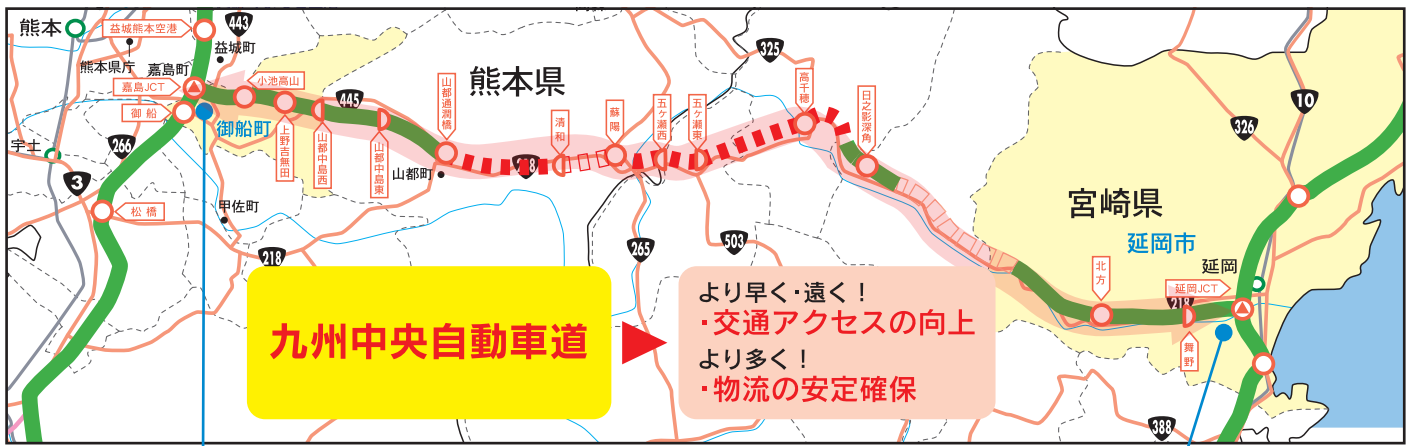 熊本
益城熊本空港
443
益城町
熊本県庁
嘉島町
嘉島JCT
小池高山
御船
御船町
上野吉無田
445
山都中島西
山都中島東
山都通潤橋
熊本県
宇土
266
3
松橋
甲佐町
山都町
218
218
清和
蘇陽
五ヶ瀬西
五ヶ瀬東
325
高千穂
日之影深角
265
503
10
326
宮崎県
延岡市
延岡
北方
延岡JCT
218
舞野
388
九州中央自動車道
より早く・遠く!
・交通アクセスの向上
より多く!
・物流の安定確保